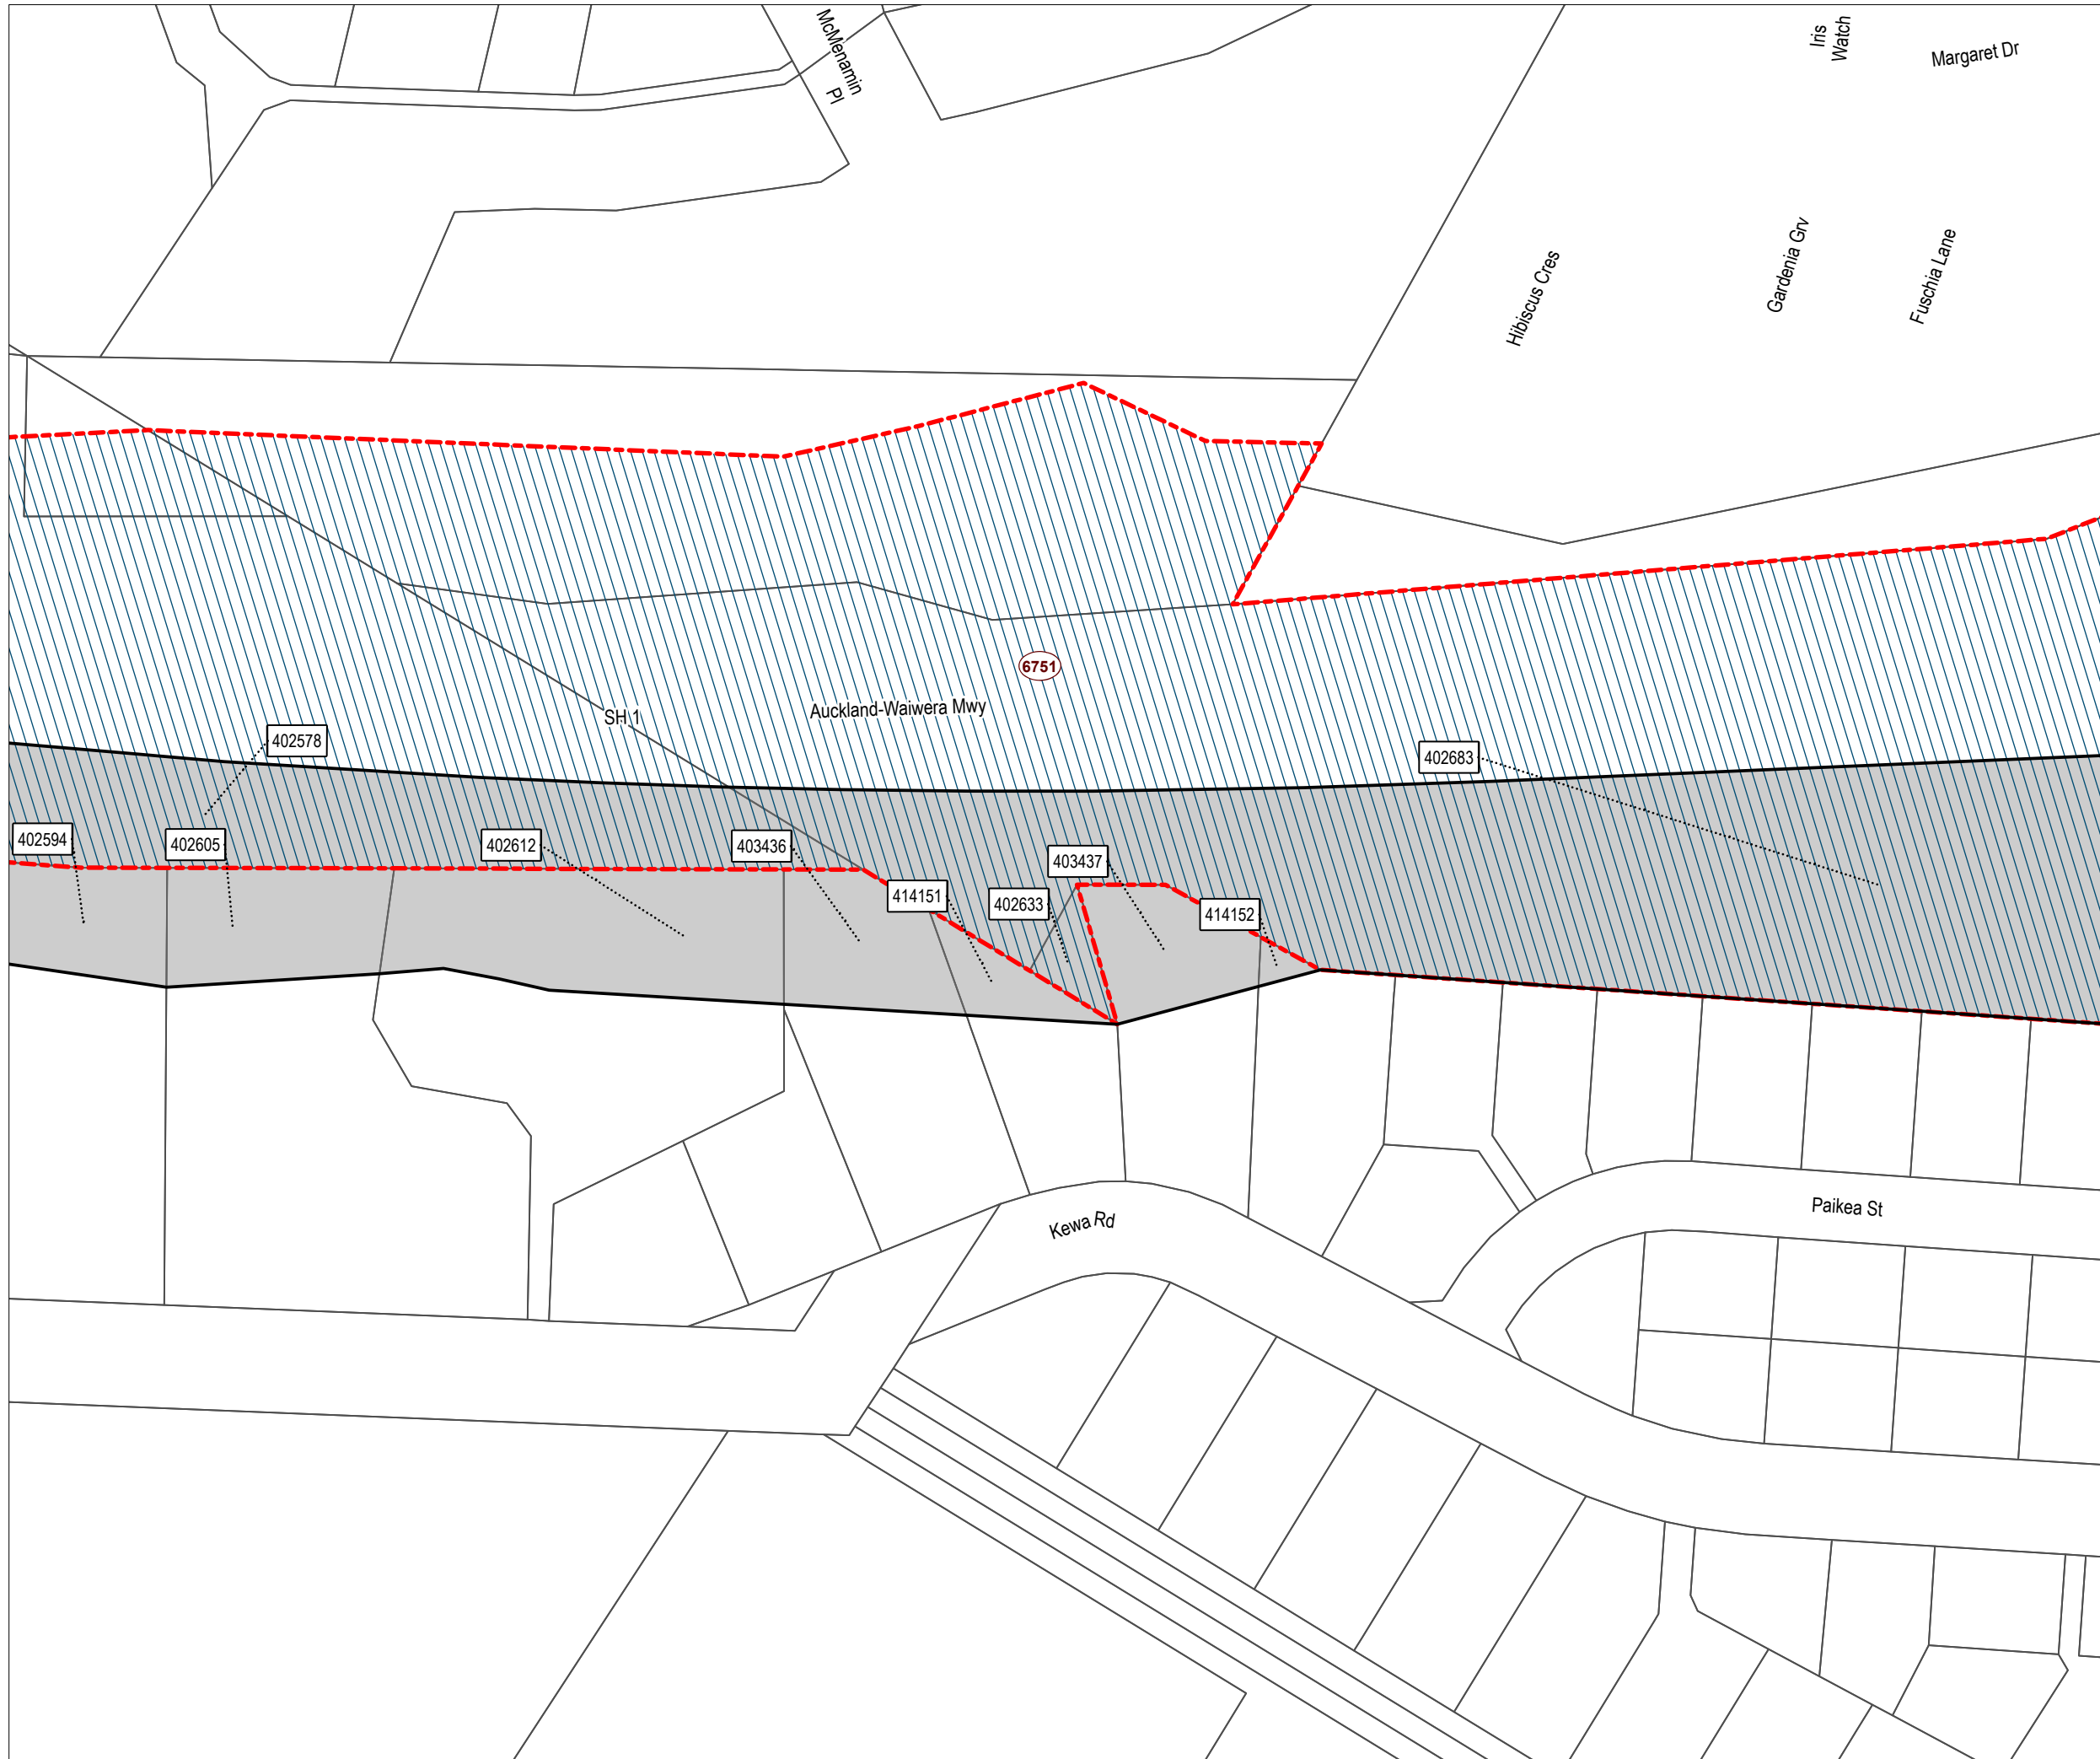 McMenamin
Pl
Iris
Watch
Margaret Dr
Hibiscus Cres
Gardenia Grv
Fuschia Lane
6751
SH 1
Auckland-Waiwera Mwy
402578
402683
402594
402605
402612
403436
403437
414151
402633
414152
Kewa Rd
Paikea St